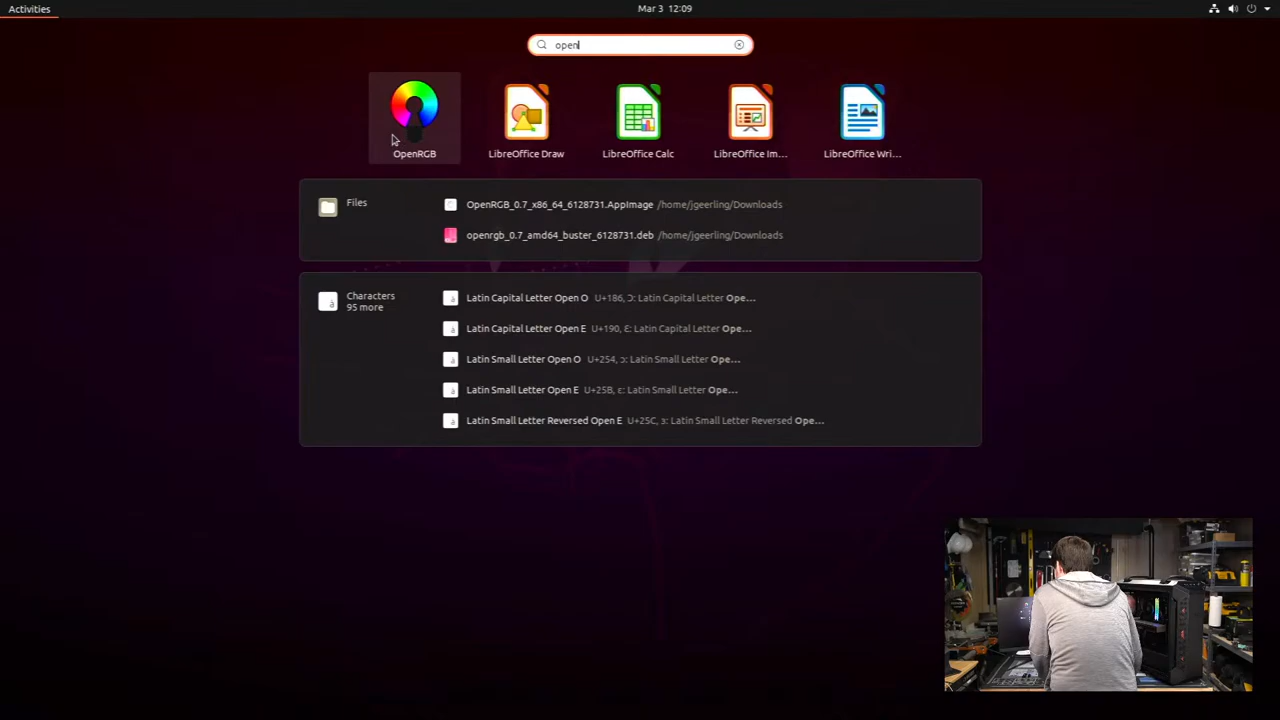 Activities
Mar 3 12:09
open
OpenRGB
LibreOffice Draw
LibreOffice Calc
LibreOffice Im...
LibreOffice Wri...
Files
OpenRGB_0.7_x86_64_6128731.AppImage /home/jgeerling/Downloads
openrgb_0.7_amd64_buster_6128731.deb /home/jgeerling/Downloads
Characters
95 more
Latin Capital Letter Open O U+186, Ɔ: Latin Capital Letter Ope...
Latin Capital Letter Open E U+190, Ɛ: Latin Capital Letter Ope...
Latin Small Letter Open O U+254, ɔ: Latin Small Letter Ope...
Latin Small Letter Open E U+25B, ɛ: Latin Small Letter Ope...
Latin Small Letter Reversed Open E U+25C, ɜ: Latin Small Letter Reversed Ope...